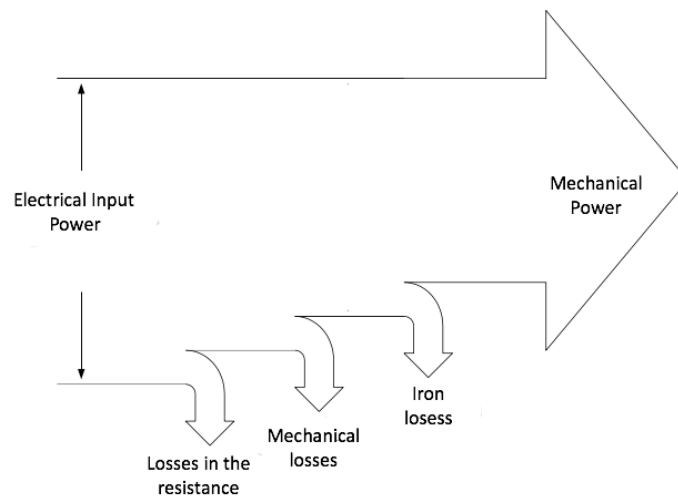 Electrical Input
Power
Mechanical
Power
Iron
losess
Mechanical
losses
Losses in the
resistance